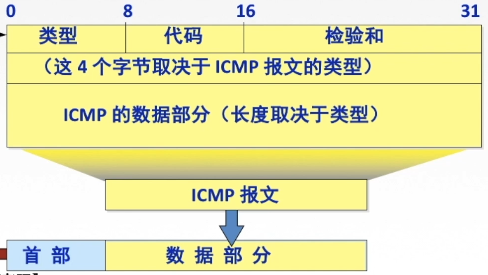 0 8 16 31
类型 代码 检验和
（这 4 个字节取决于 ICMP 报文的类型）
ICMP 的数据部分（长度取决于类型）
ICMP 报文
首 部 数 据 部 分